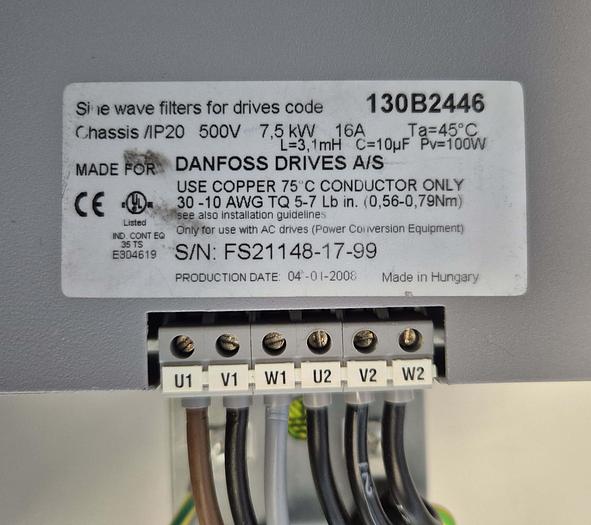 Sine wave filters for drives code 130B2446
Chassis /IP20 500V 7,5 kW 16A Ta=45°C
L=3,1mH C=10µF Pv=100W
MADE FOR DANFOSS DRIVES A/S
USE COPPER 75°C CONDUCTOR ONLY
30 -10 AWG TQ 5-7 Lb in. (0,56-0,79Nm)
see also installation guidelines
Only for use with AC drives (Power Conversion Equipment)
CE UL
Listed
IND. CONT EQ
35 TS
E304619
S/N: FS21148-17-99
PRODUCTION DATE: 04-01-2008 Made in Hungary
U1 V1 W1 U2 V2 W2